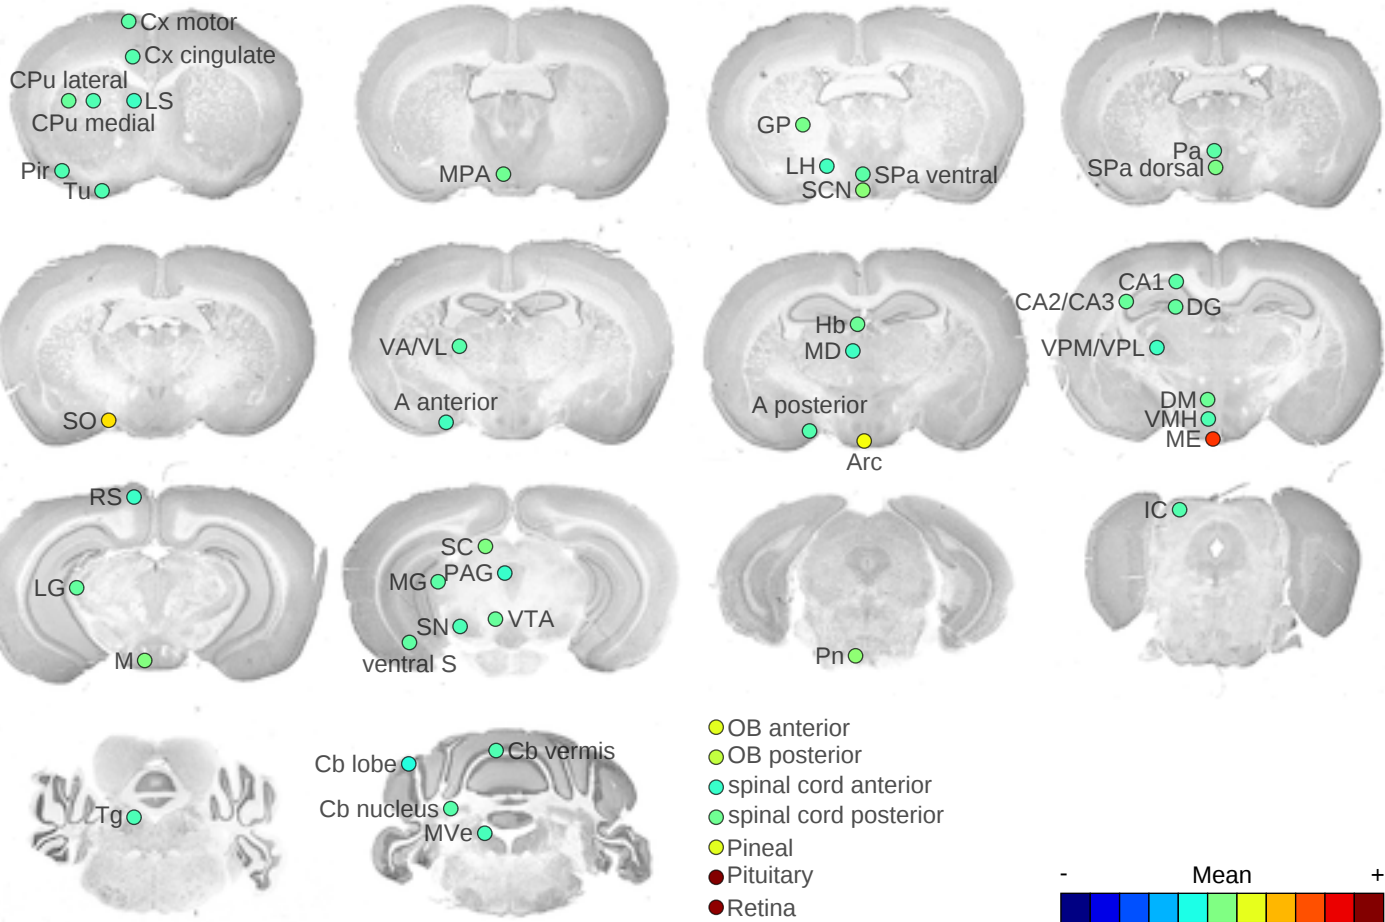 Cx motor
Cx cingulate
CPu lateral
LS
CPu medial
Pir
Tu
MPA
GP
LH
SPa ventral
SCN
Pa
SPa dorsal
SO
VA/VL
A anterior
Hb
MD
A posterior
Arc
CA1
CA2/CA3
DG
VPM/VPL
DM
VMH
ME
RS
LG
M
SC
MG
PAG
SN
VTA
ventral S
Pn
IC
Tg
Cb lobe
Cb vermis
Cb nucleus
MVe
OB anterior
OB posterior
spinal cord anterior
spinal cord posterior
Pineal
Pituitary
Retina
- Mean +